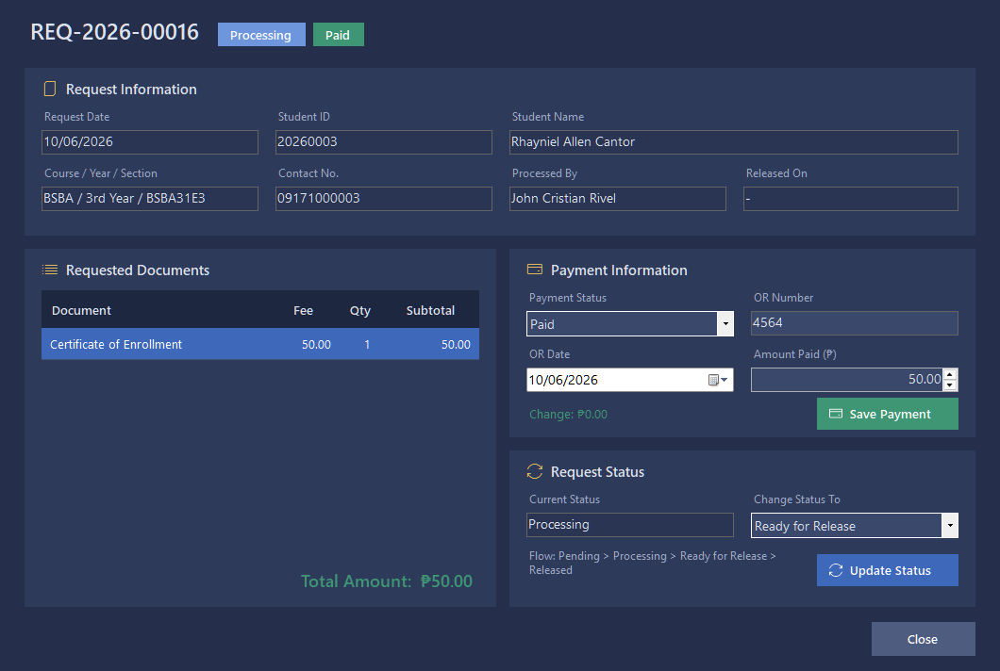 REQ-2026-00016 Processing Paid
Request Information
Request Date Student ID Student Name
10/06/2026 20260003 Rhayniel Allen Cantor
Course / Year / Section Contact No. Processed By Released On
BSBA / 3rd Year / BSBA31E3 09171000003 John Cristian Rivel -
Requested Documents
Document Fee Qty Subtotal
Certificate of Enrollment 50.00 1 50.00
Total Amount: ₱50.00
Payment Information
Payment Status OR Number
Paid 4564
OR Date Amount Paid (₱)
10/06/2026 50.00
Change: ₱0.00 Save Payment
Request Status
Current Status Change Status To
Processing Ready for Release
Flow: Pending > Processing > Ready for Release >
Released
Update Status
Close